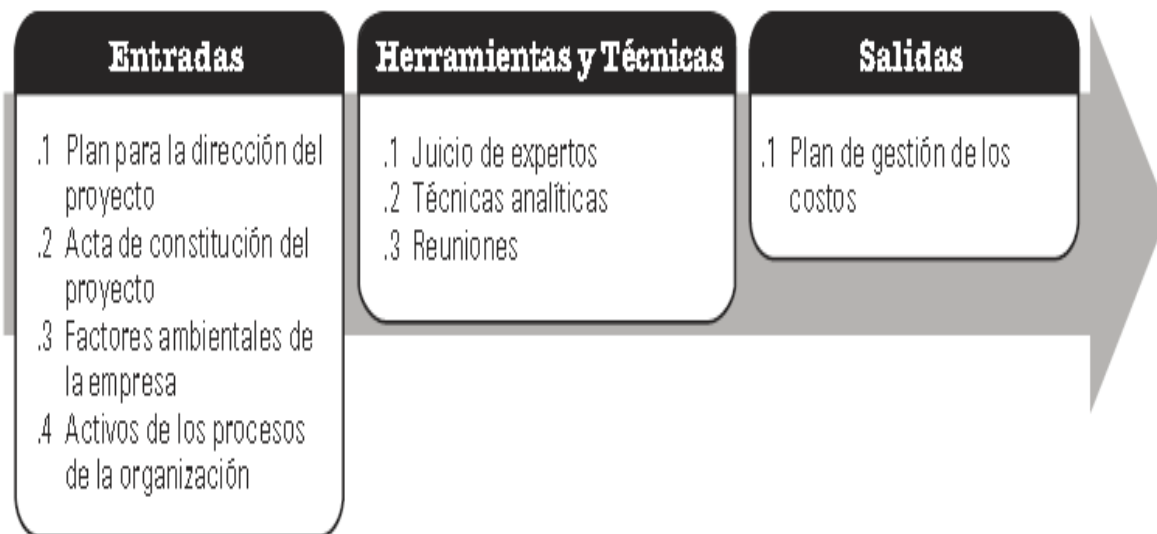 Entradas
.1 Plan para la dirección del
proyecto
.2 Acta de constitución del
proyecto
.3 Factores ambientales de
la empresa
.4 Activos de los procesos
de la organización
Herramientas y Técnicas
.1 Juicio de expertos
.2 Técnicas analíticas
.3 Reuniones
Salidas
.1 Plan de gestión de los
costos